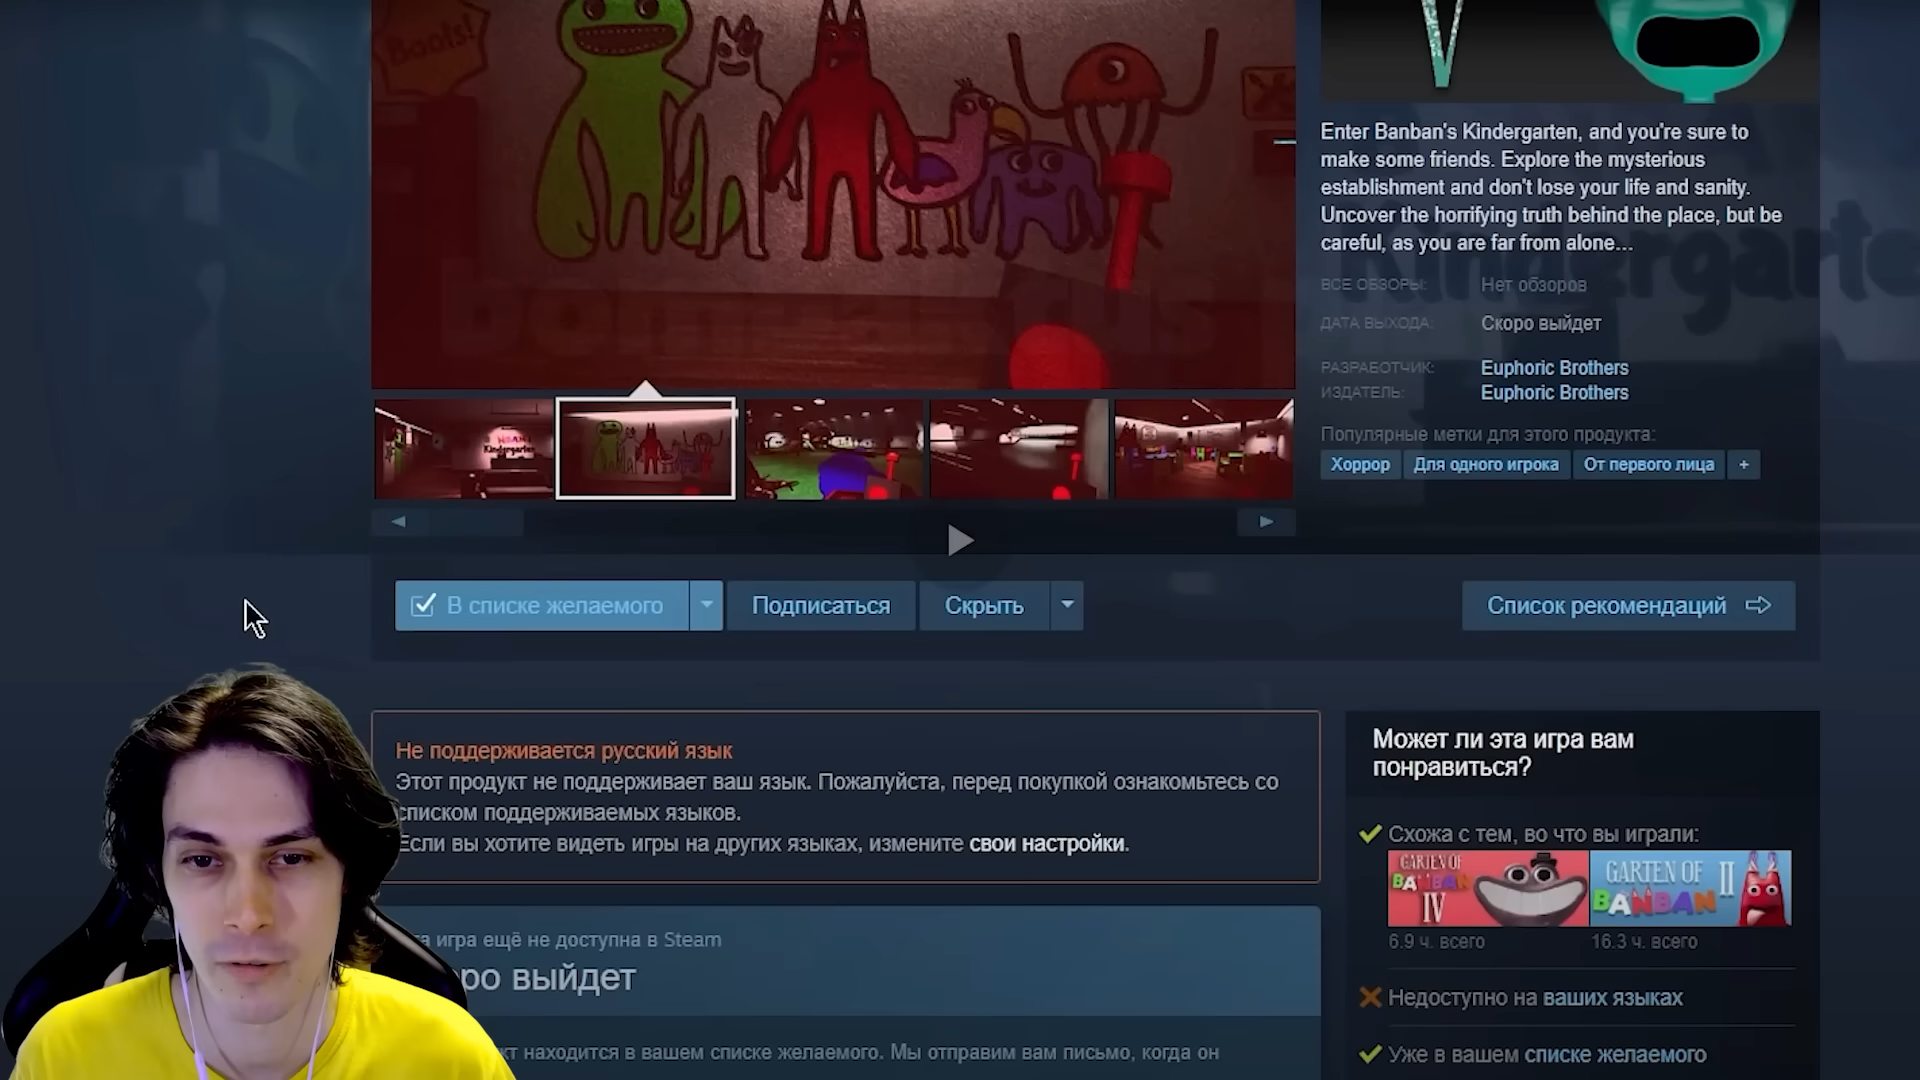 Boots!
V
Enter Banban's Kindergarten, and you're sure to
make some friends. Explore the mysterious
establishment and don't lose your life and sanity.
Uncover the horrifying truth behind the place, but be
careful, as you are far from alone...
ВСЕ ОБЗОРЫ: Нет обзоров
ДАТА ВЫХОДА: Скоро выйдет
РАЗРАБОТЧИК: Euphoric Brothers
ИЗДАТЕЛЬ: Euphoric Brothers
Популярные метки для этого продукта:
Хоррор Для одного игрока От первого лица +
В списке желаемого Подписаться Скрыть Список рекомендаций
Не поддерживается русский язык
Этот продукт не поддерживает ваш язык. Пожалуйста, перед покупкой ознакомьтесь со
списком поддерживаемых языков.
Если вы хотите видеть игры на других языках, измените свои настройки.
та игра ещё не доступна в Steam
ро выйдет
кт находится в вашем списке желаемого. Мы отправим вам письмо, когда он
Может ли эта игра вам
понравиться?
Схожа с тем, во что вы играли:
GARTEN OF
BANBAN
IV
GARTEN OF
BANBAN
II
6.9 ч. всего 16.3 ч. всего
Недоступно на ваших языках
Уже в вашем списке желаемого